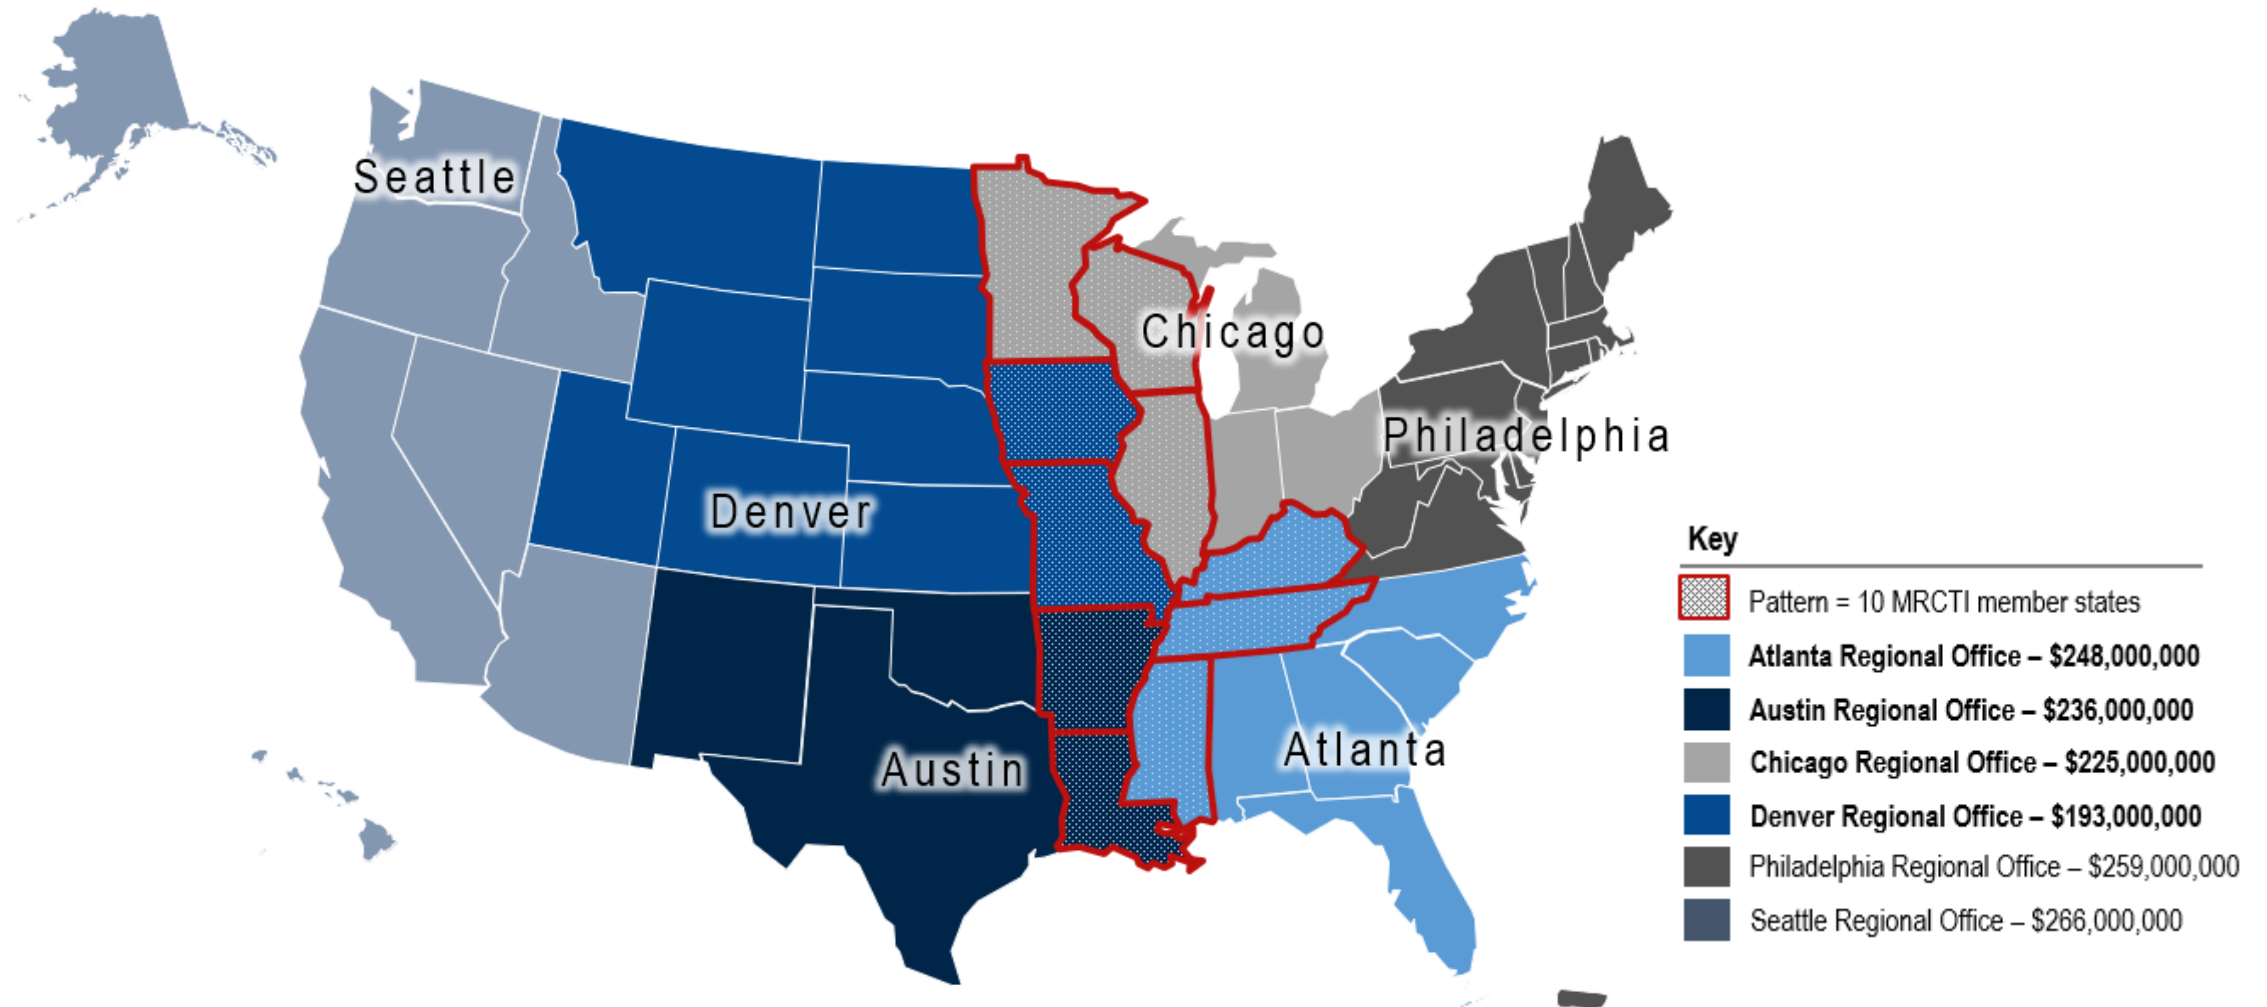 Seattle
Chicago
Philadelphia
Denver
Austin
Atlanta
Key
Pattern = 10 MRCTI member states
Atlanta Regional Office – $248,000,000
Austin Regional Office – $236,000,000
Chicago Regional Office – $225,000,000
Denver Regional Office – $193,000,000
Philadelphia Regional Office – $259,000,000
Seattle Regional Office – $266,000,000